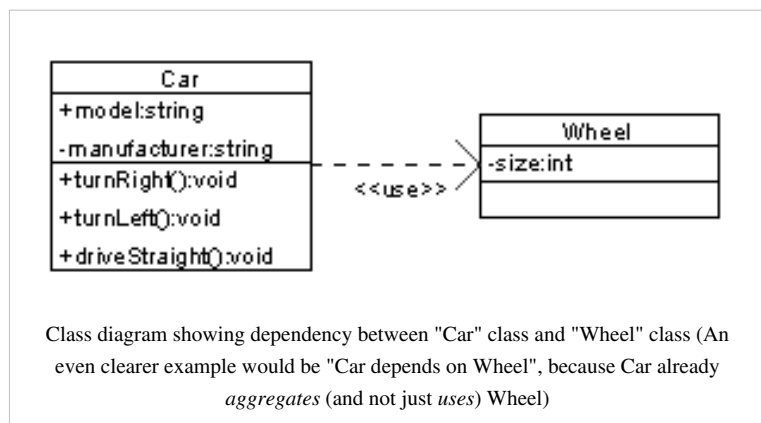 Car
+model:string
-manufacturer:string
+turnRight():void
+turnLeft():void
+driveStraight():void
<<use>>
Wheel
-size:int
Class diagram showing dependency between "Car" class and "Wheel" class (An
even clearer example would be "Car depends on Wheel", because Car already
aggregates (and not just uses) Wheel)